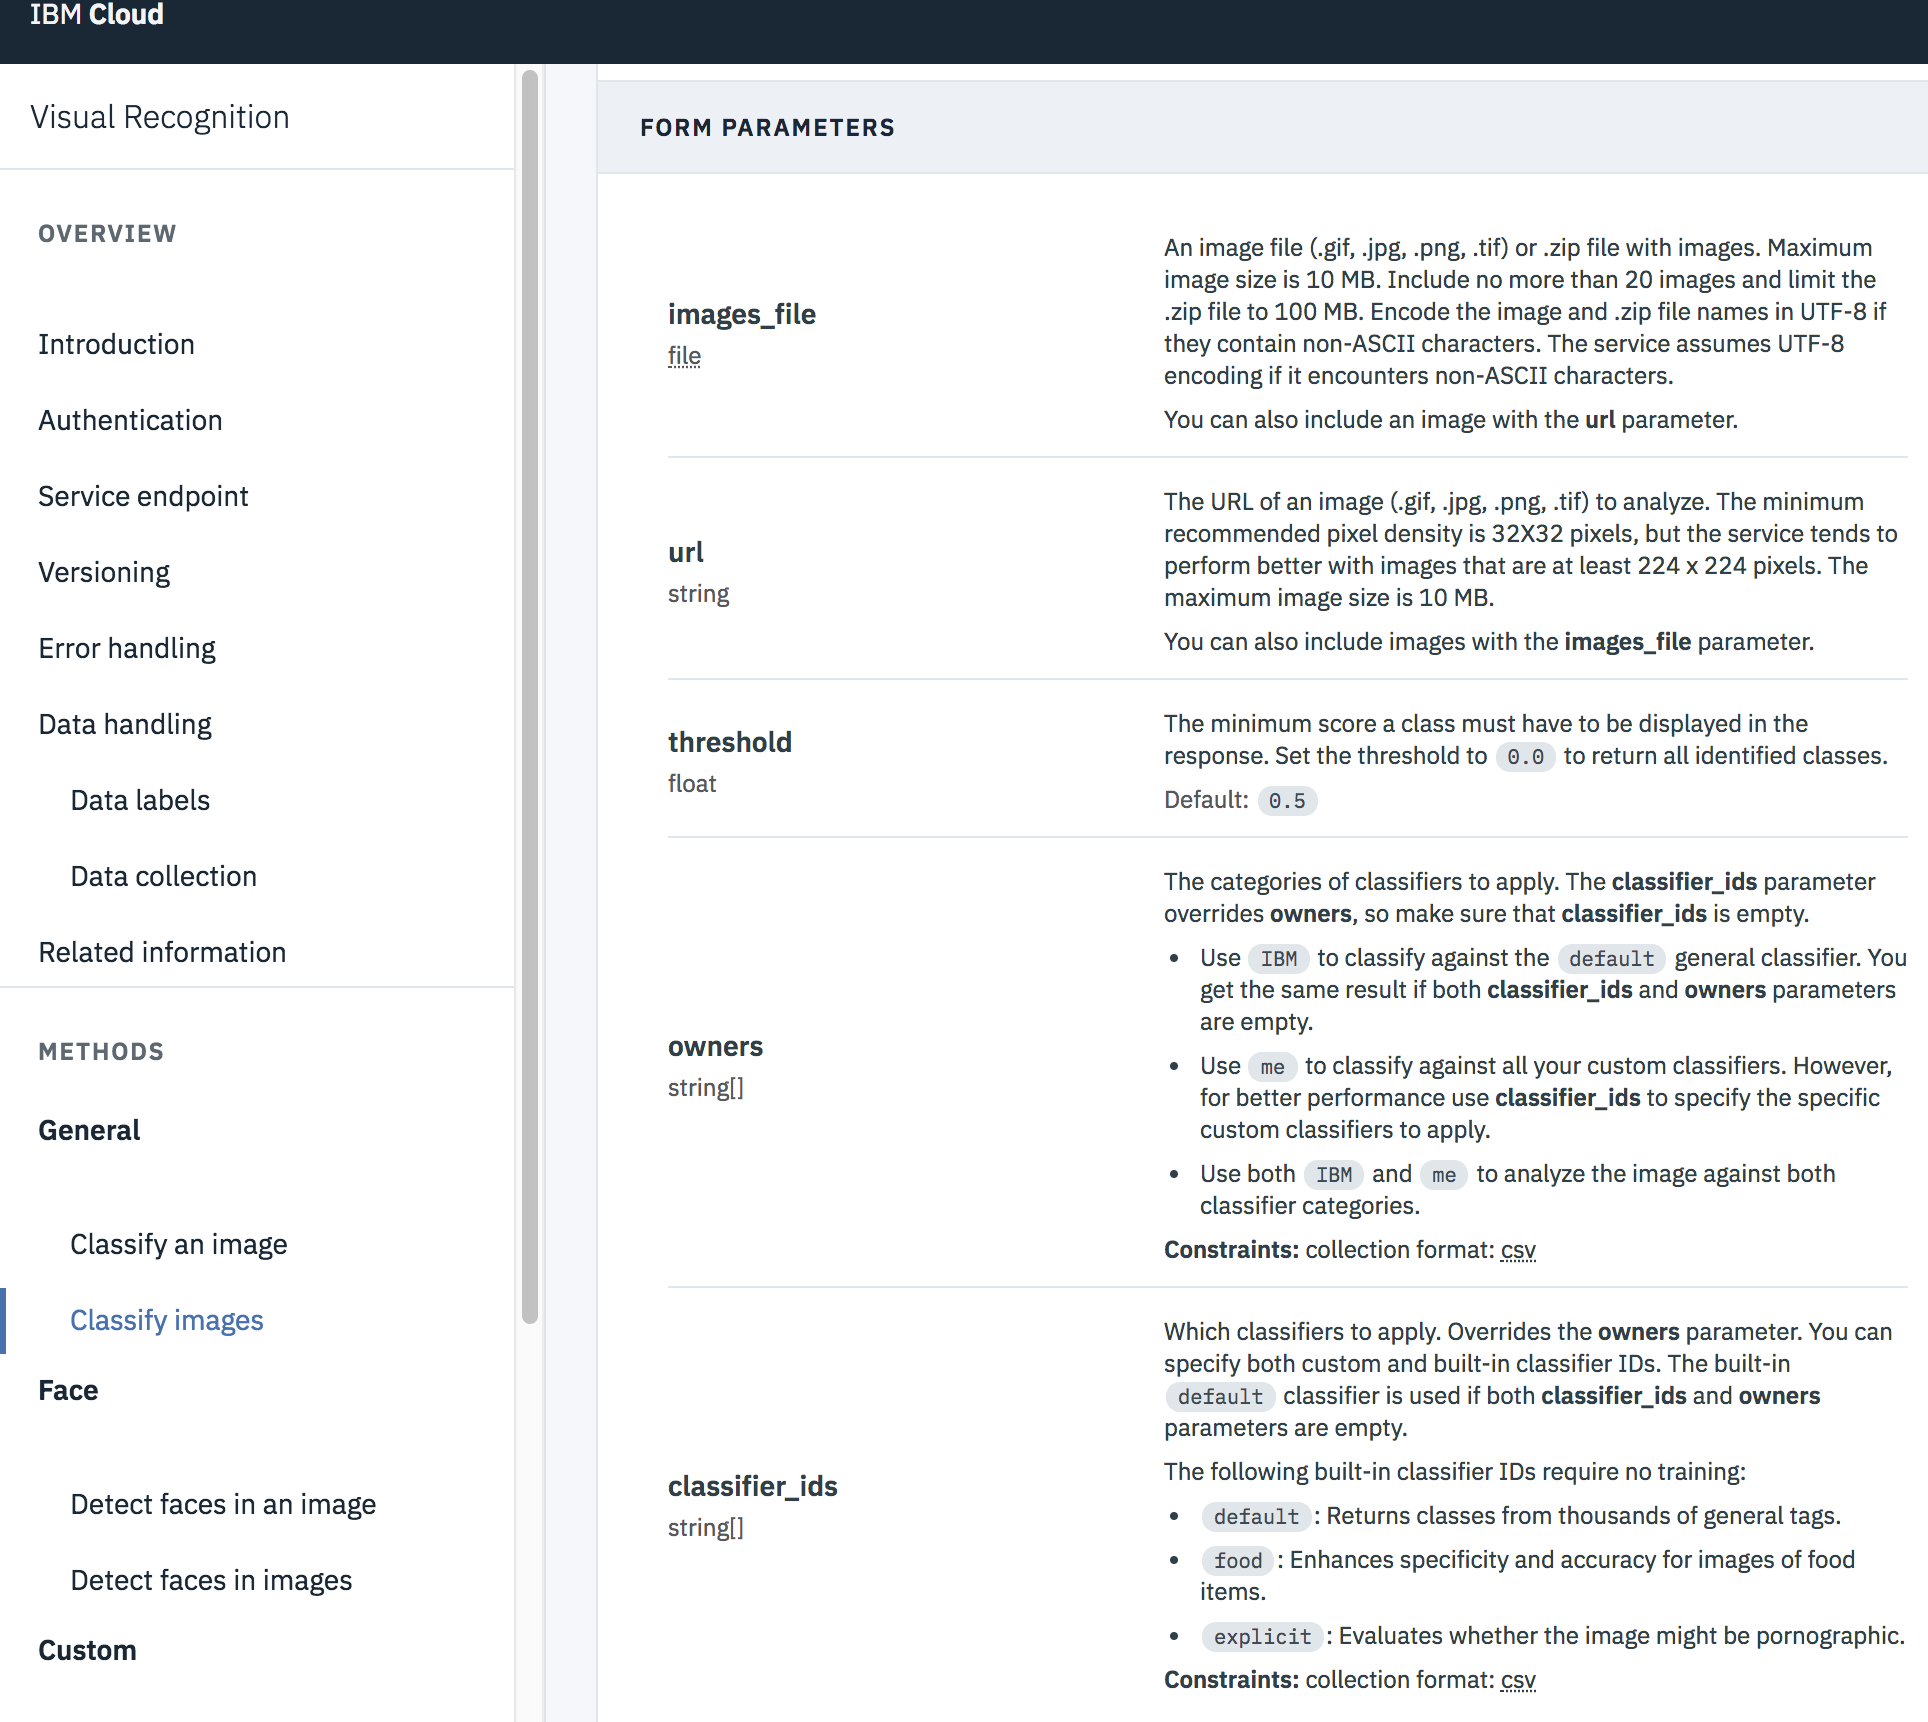 IBM Cloud
Visual Recognition
OVERVIEW
Introduction
Authentication
Service endpoint
Versioning
Error handling
Data handling
Data labels
Data collection
Related information
METHODS
General
Classify an image
Classify images
Face
Detect faces in an image
Detect faces in images
Custom
FORM PARAMETERS
images_file
file
An image file (.gif, .jpg, .png, .tif) or .zip file with images. Maximum
image size is 10 MB. Include no more than 20 images and limit the
.zip file to 100 MB. Encode the image and .zip file names in UTF-8 if
they contain non-ASCII characters. The service assumes UTF-8
encoding if it encounters non-ASCII characters.
You can also include an image with the url parameter.
url
string
The URL of an image (.gif, .jpg, .png, .tif) to analyze. The minimum
recommended pixel density is 32X32 pixels, but the service tends to
perform better with images that are at least 224 x 224 pixels. The
maximum image size is 10 MB.
You can also include images with the images_file parameter.
threshold
float
The minimum score a class must have to be displayed in the
response. Set the threshold to 0.0 to return all identified classes.
Default: 0.5
owners
string[]
The categories of classifiers to apply. The classifier_ids parameter
overrides owners, so make sure that classifier_ids is empty.
• Use IBM to classify against the default general classifier. You
get the same result if both classifier_ids and owners parameters
are empty.
• Use me to classify against all your custom classifiers. However,
for better performance use classifier_ids to specify the specific
custom classifiers to apply.
• Use both IBM and me to analyze the image against both
classifier categories.
Constraints: collection format: csv
classifier_ids
string[]
Which classifiers to apply. Overrides the owners parameter. You can
specify both custom and built-in classifier IDs. The built-in
default classifier is used if both classifier_ids and owners
parameters are empty.
The following built-in classifier IDs require no training:
• default: Returns classes from thousands of general tags.
• food: Enhances specificity and accuracy for images of food
items.
• explicit: Evaluates whether the image might be pornographic.
Constraints: collection format: csv